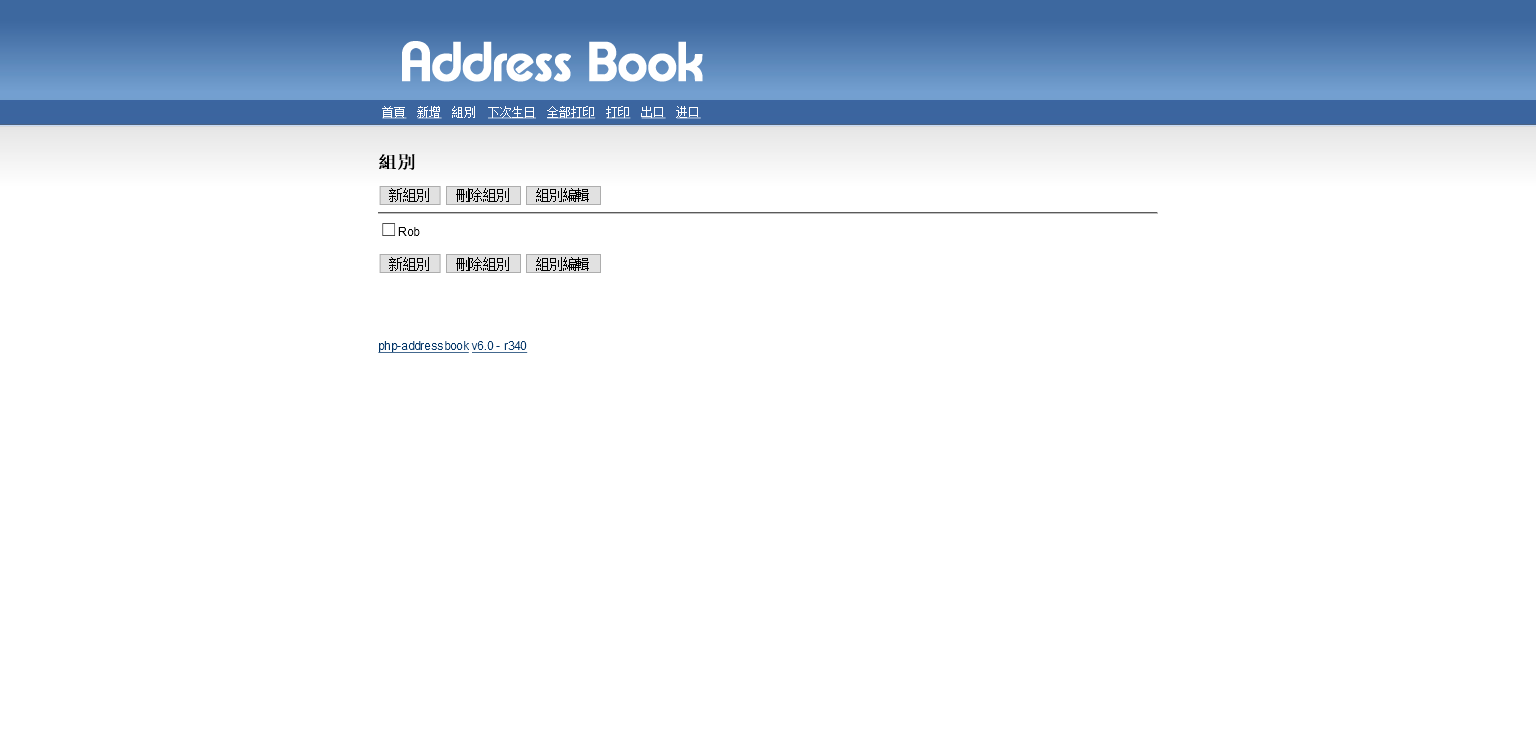 Address Book
首頁 新增 組別 下次生日 全部打印 打印 出口 进口
組別
新組別 刪除組別 組別編輯
Rob
新組別 刪除組別 組別編輯
php-addressbook v6.0 - r340